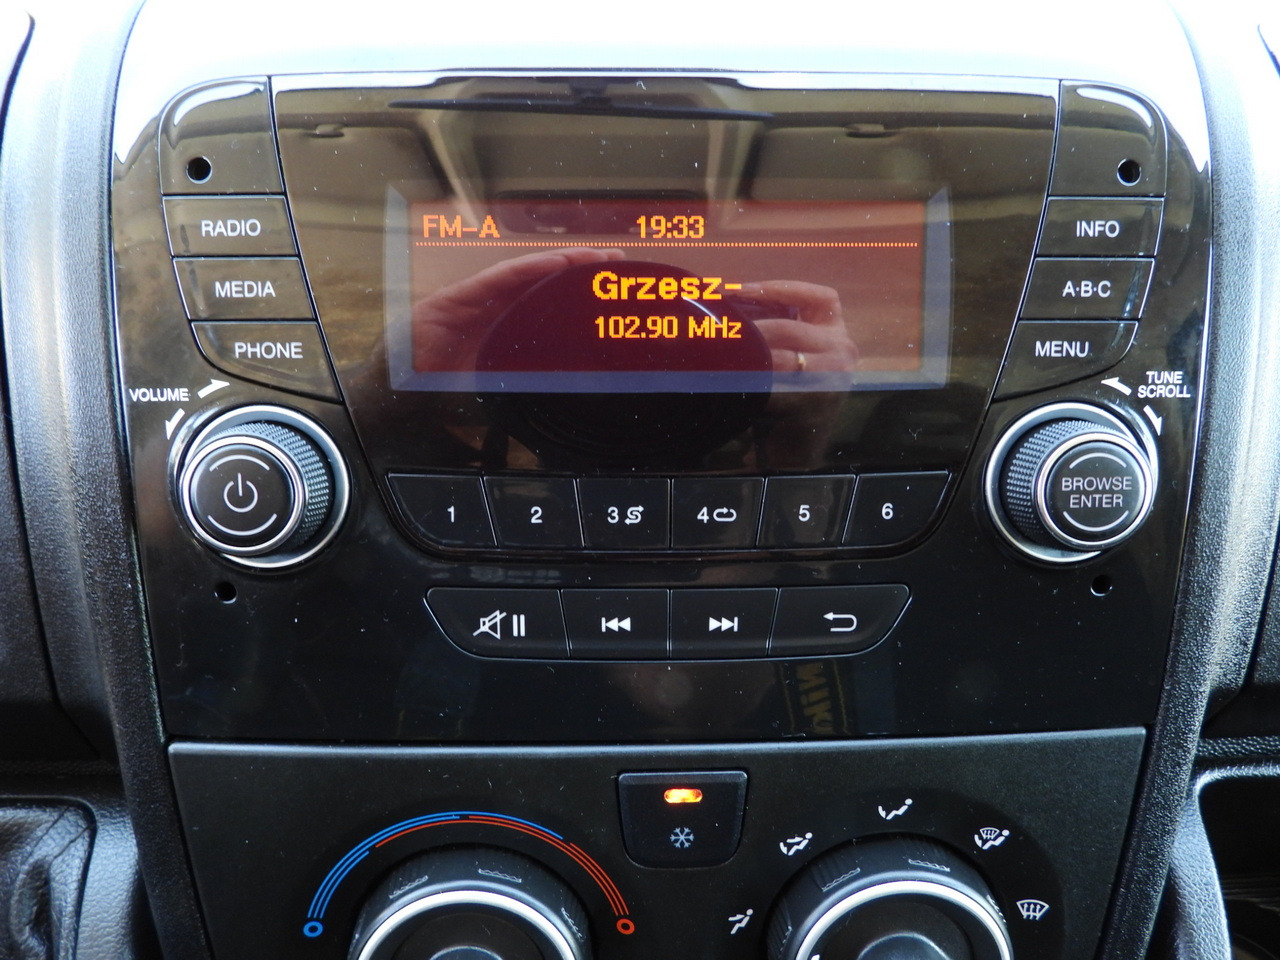 FM-A 19:33
Grzesz-
102.90 MHz
RADIO
MEDIA
PHONE
INFO
A·B·C
MENU
VOLUME
TUNE
SCROLL
BROWSE
ENTER
1 2 3 4 5 6